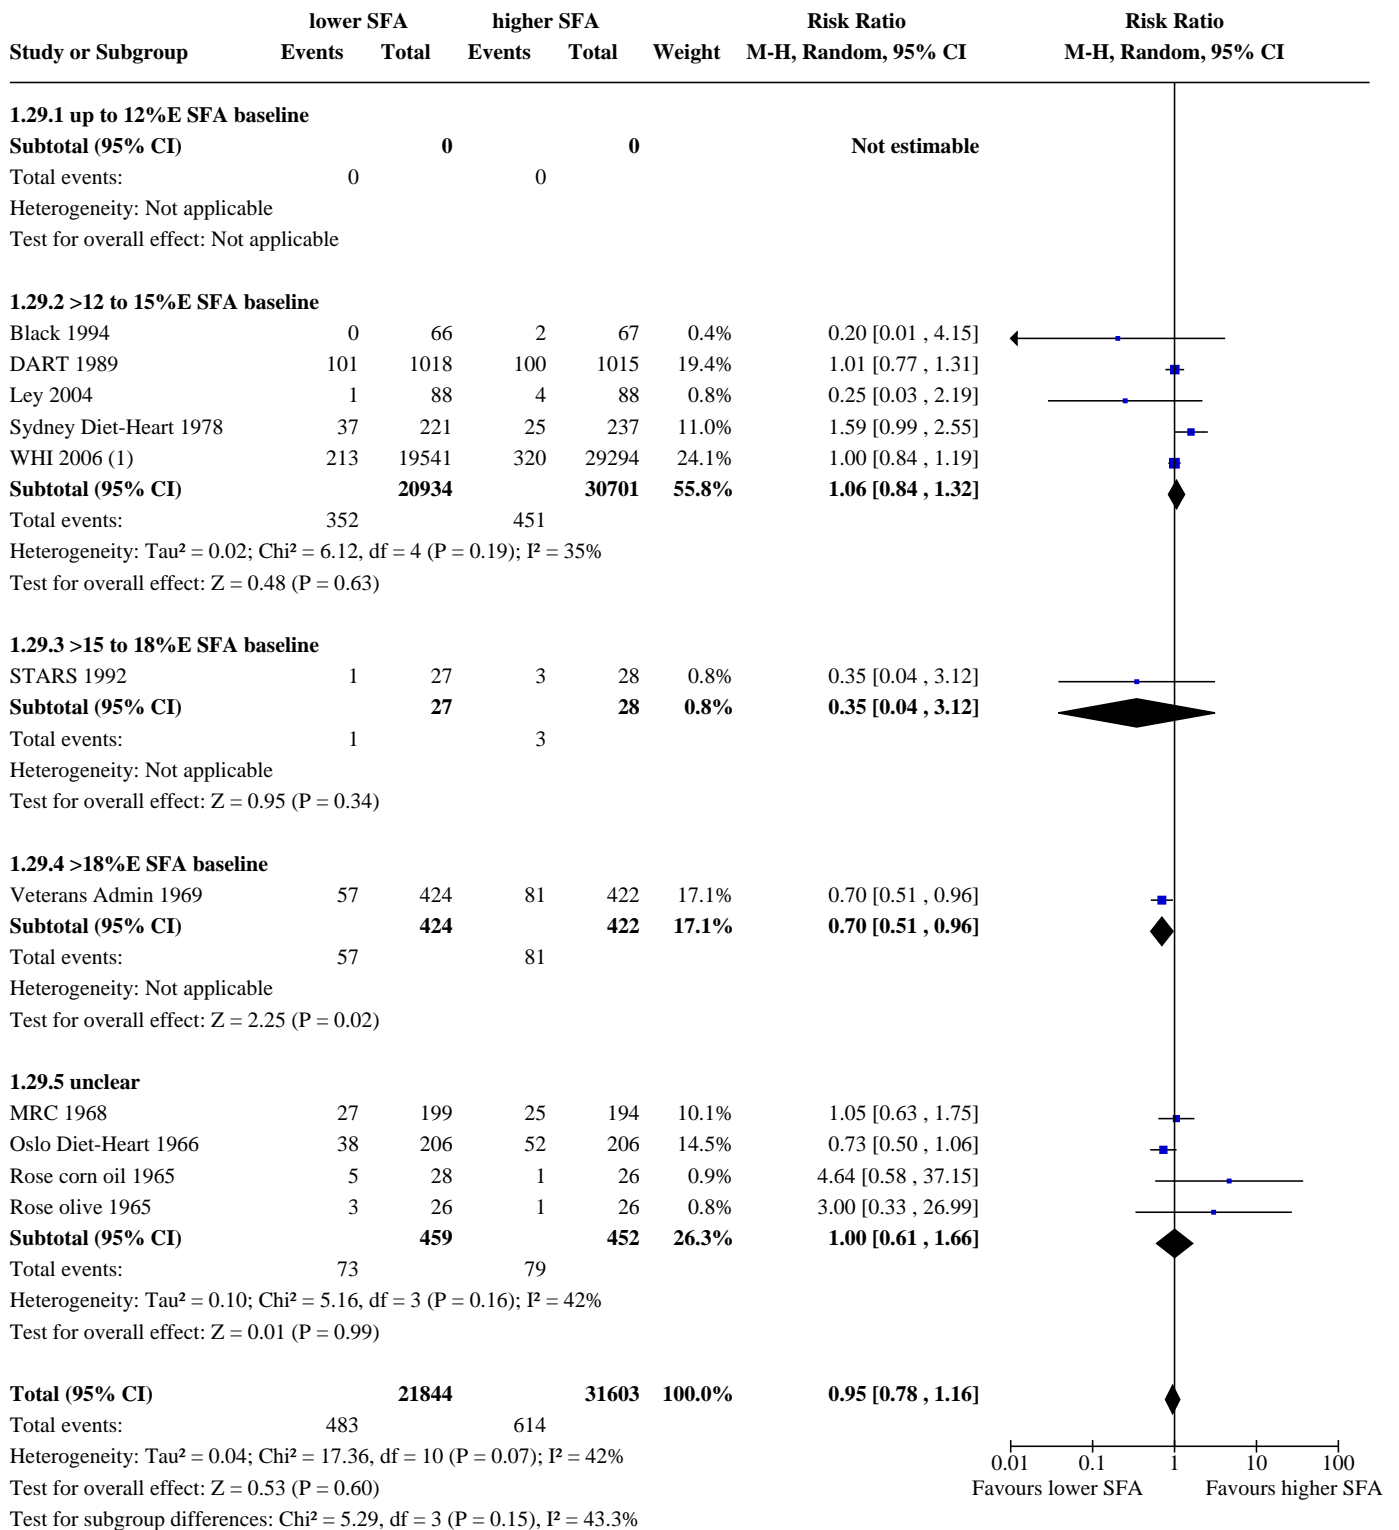 lower SFA higher SFA Risk Ratio Risk Ratio
Study or Subgroup Events Total Events Total Weight M-H, Random, 95% CI M-H, Random, 95% CI
1.29.1 up to 12%E SFA baseline
Subtotal (95% CI) 0 0 Not estimable
Total events: 0 0
Heterogeneity: Not applicable
Test for overall effect: Not applicable
1.29.2 >12 to 15%E SFA baseline
Black 1994 0 66 2 67 0.4% 0.20 [0.01 , 4.15]
DART 1989 101 1018 100 1015 19.4% 1.01 [0.77 , 1.31]
Ley 2004 1 88 4 88 0.8% 0.25 [0.03 , 2.19]
Sydney Diet-Heart 1978 37 221 25 237 11.0% 1.59 [0.99 , 2.55]
WHI 2006 (1) 213 19541 320 29294 24.1% 1.00 [0.84 , 1.19]
Subtotal (95% CI) 20934 30701 55.8% 1.06 [0.84 , 1.32]
Total events: 352 451
Heterogeneity: Tau² = 0.02; Chi² = 6.12, df = 4 (P = 0.19); I² = 35%
Test for overall effect: Z = 0.48 (P = 0.63)
1.29.3 >15 to 18%E SFA baseline
STARS 1992 1 27 3 28 0.8% 0.35 [0.04 , 3.12]
Subtotal (95% CI) 27 28 0.8% 0.35 [0.04 , 3.12]
Total events: 1 3
Heterogeneity: Not applicable
Test for overall effect: Z = 0.95 (P = 0.34)
1.29.4 >18%E SFA baseline
Veterans Admin 1969 57 424 81 422 17.1% 0.70 [0.51 , 0.96]
Subtotal (95% CI) 424 422 17.1% 0.70 [0.51 , 0.96]
Total events: 57 81
Heterogeneity: Not applicable
Test for overall effect: Z = 2.25 (P = 0.02)
1.29.5 unclear
MRC 1968 27 199 25 194 10.1% 1.05 [0.63 , 1.75]
Oslo Diet-Heart 1966 38 206 52 206 14.5% 0.73 [0.50 , 1.06]
Rose corn oil 1965 5 28 1 26 0.9% 4.64 [0.58 , 37.15]
Rose olive 1965 3 26 1 26 0.8% 3.00 [0.33 , 26.99]
Subtotal (95% CI) 459 452 26.3% 1.00 [0.61 , 1.66]
Total events: 73 79
Heterogeneity: Tau² = 0.10; Chi² = 5.16, df = 3 (P = 0.16); I² = 42%
Test for overall effect: Z = 0.01 (P = 0.99)
Total (95% CI) 21844 31603 100.0% 0.95 [0.78 , 1.16]
Total events: 483 614
Heterogeneity: Tau² = 0.04; Chi² = 17.36, df = 10 (P = 0.07); I² = 42%
0.01 0.1 1 10 100
Test for overall effect: Z = 0.53 (P = 0.60) Favours lower SFA Favours higher SFA
Test for subgroup differences: Chi² = 5.29, df = 3 (P = 0.15), I² = 43.3%